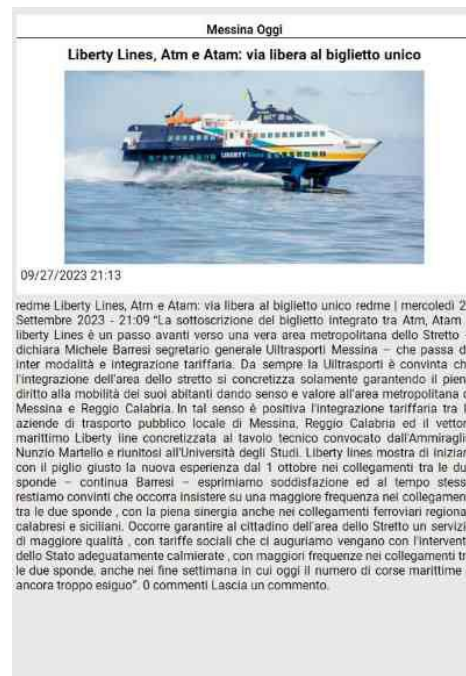 Messina Oggi
Liberty Lines, Atm e Atam: via libera al biglietto unico
LIBERTY
09/27/2023 21:13
redme Liberty Lines, Atm e Atam: via libera al biglietto unico redme | mercoledì 2
Settembre 2023 - 21:09 “La sottoscrizione del biglietto integrato tra Atm, Atam
liberty Lines è un passo avanti verso una vera area metropolitana dello Stretto –
dichiara Michele Barresi segretario generale Uiltrasporti Messina – che passa d
inter modalità e integrazione tariffaria. Da sempre la Uiltrasporti è convinta ch
l'integrazione dell'area dello stretto si concretizza solamente garantendo il pien
diritto alla mobilità dei suoi abitanti dando senso e valore all'area metropolitana d
Messina e Reggio Calabria. In tal senso è positiva l'integrazione tariffaria tra l
aziende di trasporto pubblico locale di Messina, Reggio Calabria ed il vettor
marittimo Liberty line concretizzata al tavolo tecnico convocato dall'Ammiragli
Nunzio Martello e riunitosi all'Università degli Studi. Liberty lines mostra di iniziar
con il piglio giusto la nuova esperienza dal 1 ottobre nei collegamenti tra le du
sponde – continua Barresi – esprimiamo soddisfazione ed al tempo stess
restiamo convinti che occorra insistere su una maggiore frequenza nei collegamen
tra le due sponde , con la piena sinergia anche nei collegamenti ferroviari regiona
calabresi e siciliani. Occorre garantire al cittadino dell'area dello Stretto un servizi
di maggiore qualità , con tariffe sociali che ci auguriamo vengano con l'intervent
dello Stato adeguatamente calmierate , con maggiori frequenze nei collegamenti tr
le due sponde, anche nei fine settimana in cui oggi il numero di corse marittime
ancora troppo esiguo”. 0 commenti Lascia un commento.